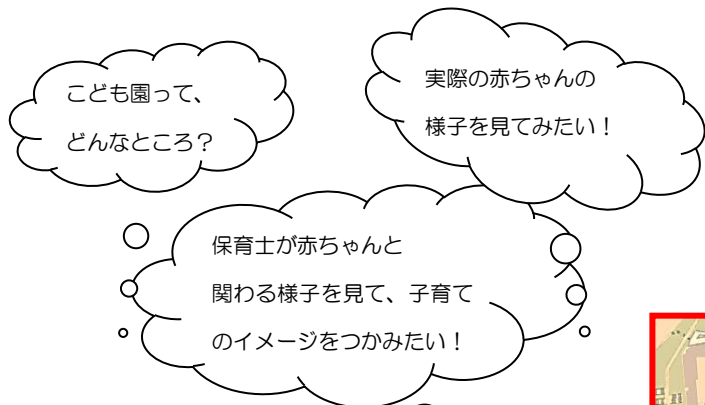 こども園って、
どんなところ？
実際の赤ちゃんの
様子を見てみたい！
保育士が赤ちゃんと
関わる様子を見て、子育て
のイメージをつかみたい！